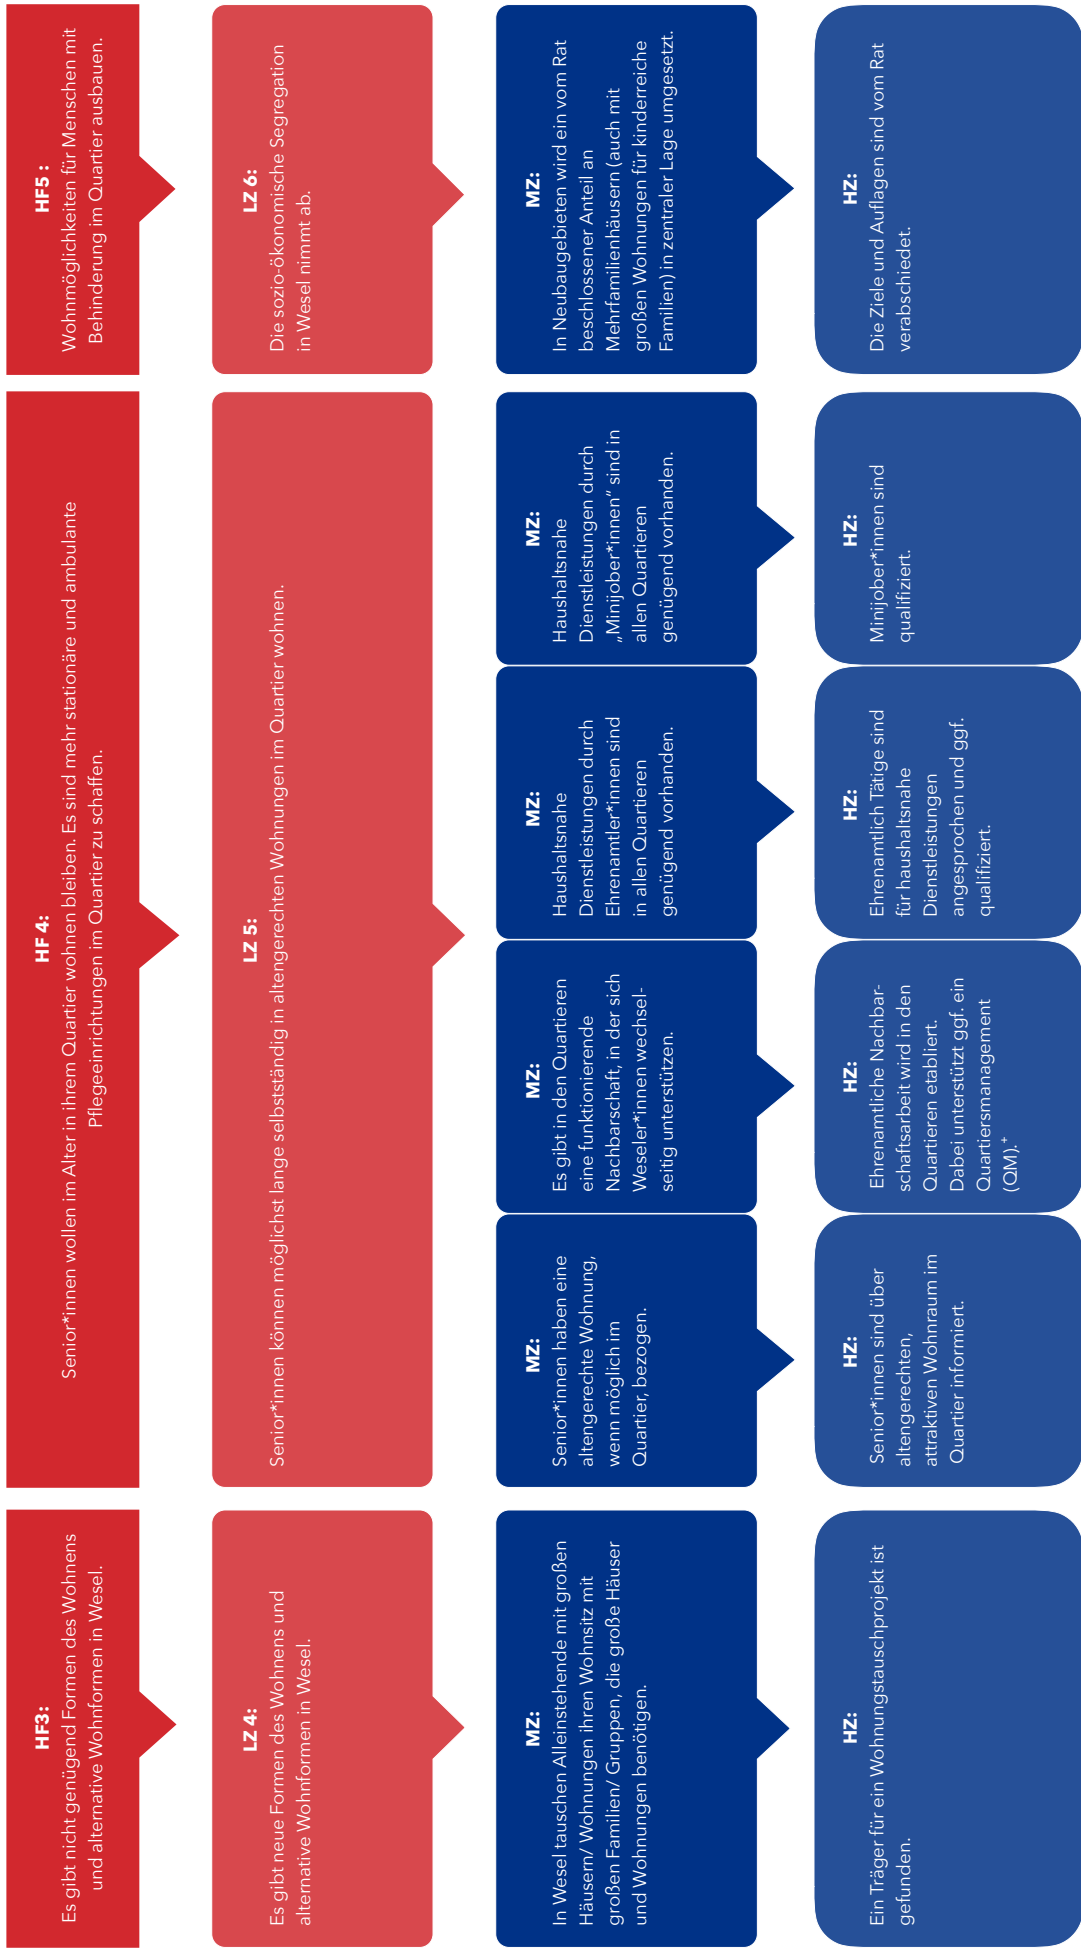 HF3:
Es gibt nicht genügend Formen des Wohnens
und alternative Wohnformen in Wesel.
HF 4:
Senior*innen wollen im Alter in ihrem Quartier wohnen bleiben. Es sind mehr stationäre und ambulante
Pflegeeinrichtungen im Quartier zu schaffen.
HF5 :
Wohnmöglichkeiten für Menschen mit
Behinderung im Quartier ausbauen.
LZ 4:
Es gibt neue Formen des Wohnens und
alternative Wohnformen in Wesel.
LZ 5:
Senior*innen können möglichst lange selbstständig in altengerechten Wohnungen im Quartier wohnen.
LZ 6:
Die sozio-ökonomische Segregation
in Wesel nimmt ab.
MZ:
In Wesel tauschen Alleinstehende mit großen
Häusern/ Wohnungen ihren Wohnsitz mit
großen Familien/ Gruppen, die große Häuser
und Wohnungen benötigen.
MZ:
Senior*innen haben eine
altengerechte Wohnung,
wenn möglich im
Quartier, bezogen.
MZ:
Es gibt in den Quartieren
eine funktionierende
Nachbarschaft, in der sich
Weseler*innen wechsel-
seitig unterstützen.
MZ:
Haushaltsnahe
Dienstleistungen durch
Ehrenamtler*innen sind
in allen Quartieren
genügend vorhanden.
MZ:
Haushaltsnahe
Dienstleistungen durch
„Minijober*innen“ sind in
allen Quartieren
genügend vorhanden.
MZ:
In Neubaugebieten wird ein vom Rat
beschlossener Anteil an
Mehrfamilienhäusern (auch mit
großen Wohnungen für kinderreiche
Familien) in zentraler Lage umgesetzt.
HZ:
Ein Träger für ein Wohnungstauschprojekt ist
gefunden.
HZ:
Senior*innen sind über
altengerechten,
attraktiven Wohnraum im
Quartier informiert.
HZ:
Ehrenamtliche Nachbar-
schaftsarbeit wird in den
Quartieren etabliert.
Dabei unterstützt ggf. ein
Quartiersmanagement
(QM).⁺
HZ:
Ehrenamtlich Tätige sind
für haushaltsnahe
Dienstleistungen
angesprochen und ggf.
qualifiziert.
HZ:
Minijober*innen sind
qualifiziert.
HZ:
Die Ziele und Auflagen sind vom Rat
verabschiedet.